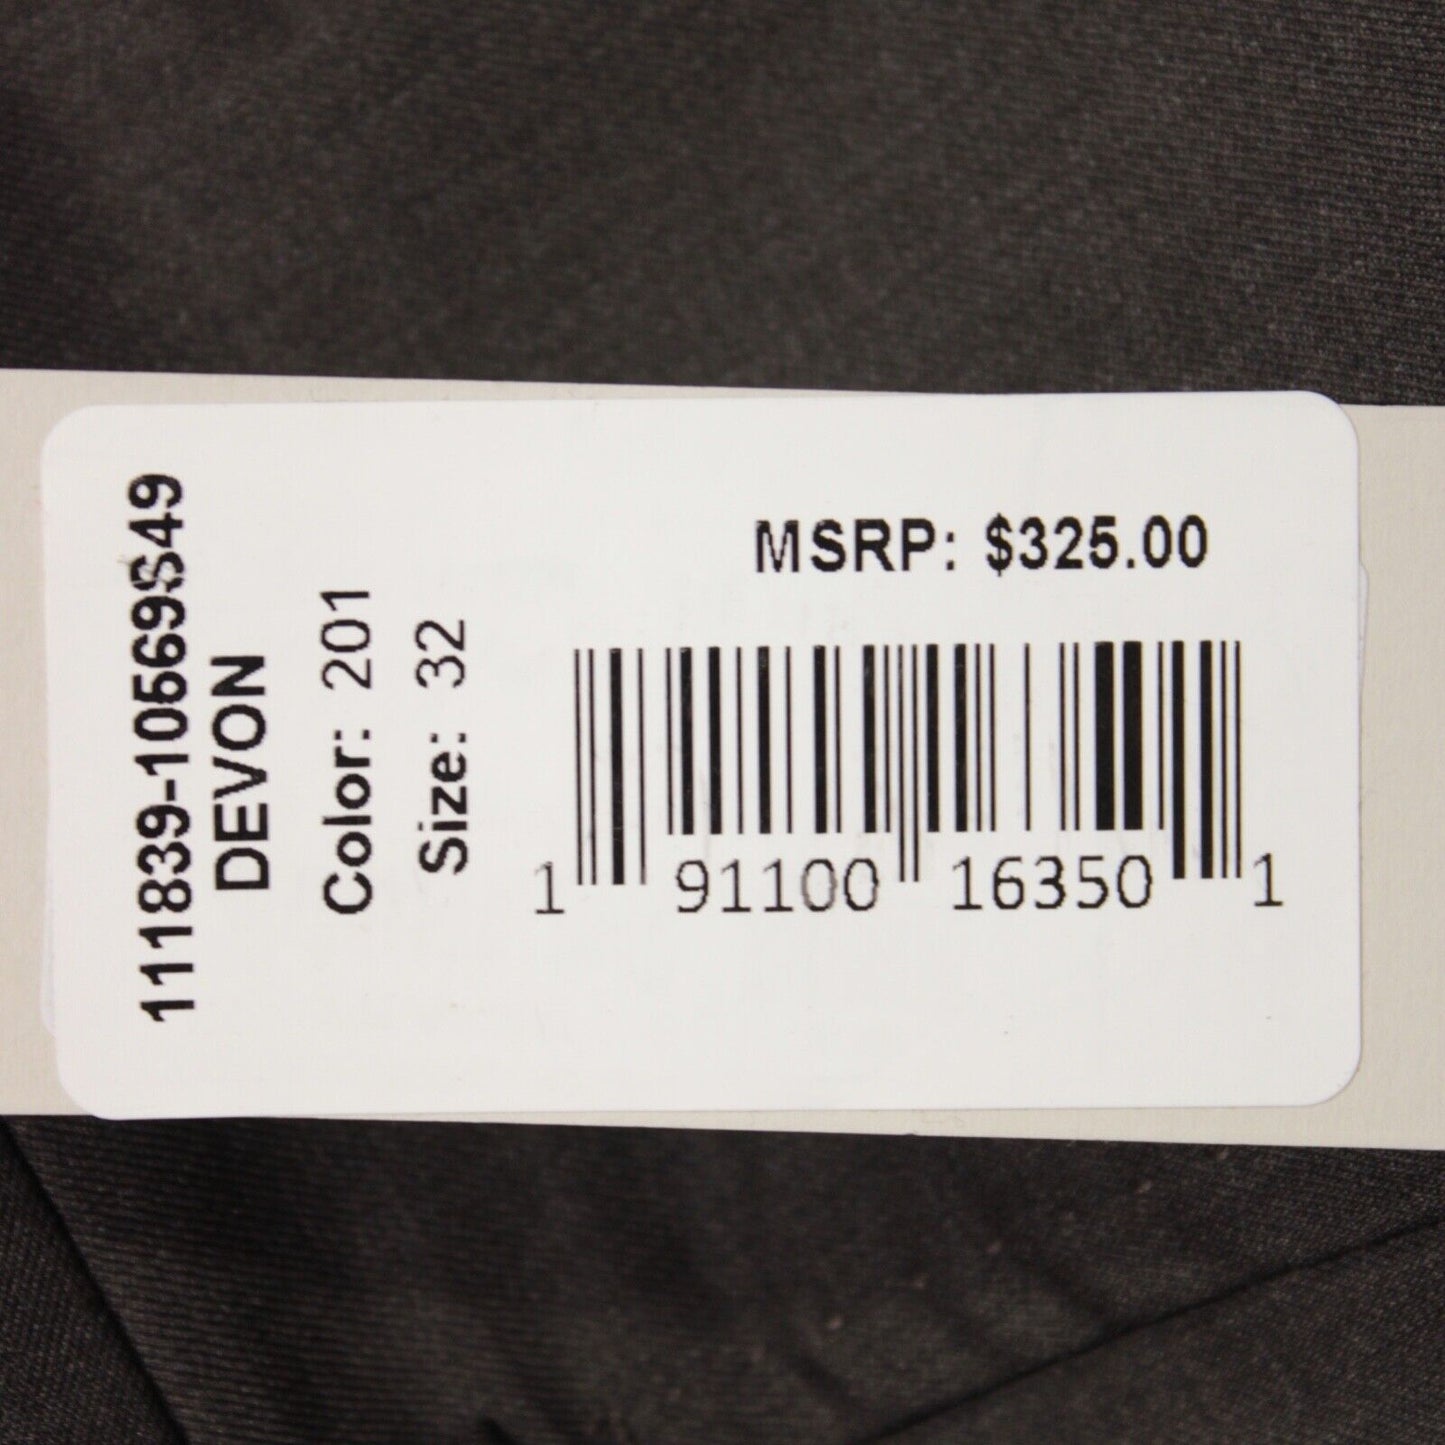 111839-10569S49
DEVON
Color: 201
Size: 32
MSRP: $325.00
1 91100 16350 1